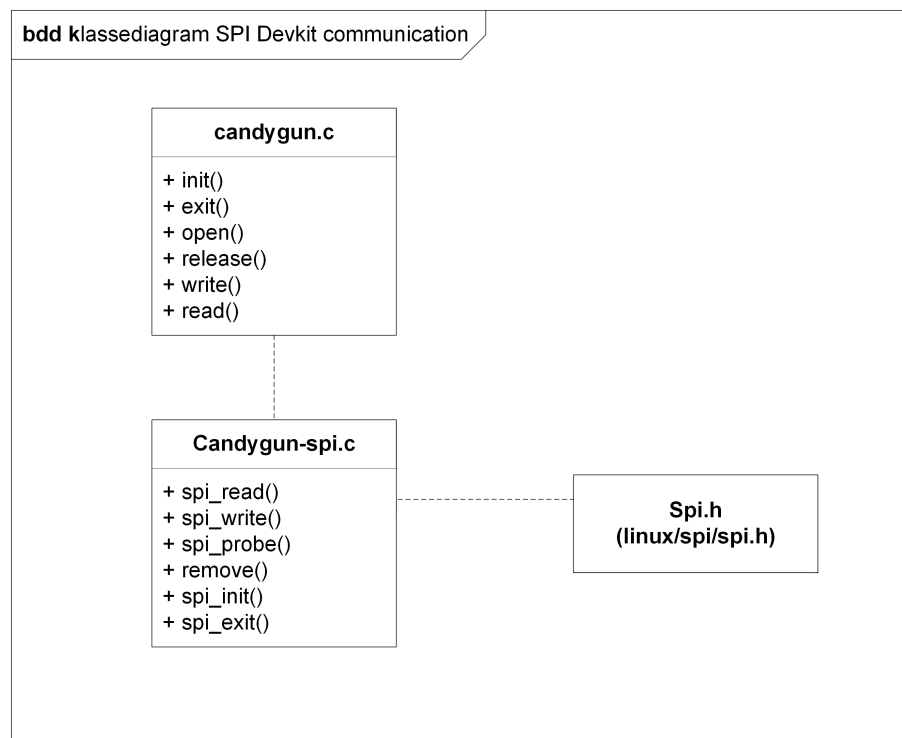 bdd klassediagram SPI Devkit communication
candygun.c
+ init()
+ exit()
+ open()
+ release()
+ write()
+ read()
Candygun-spi.c
+ spi_read()
+ spi_write()
+ spi_probe()
+ remove()
+ spi_init()
+ spi_exit()
Spi.h
(linux/spi/spi.h)